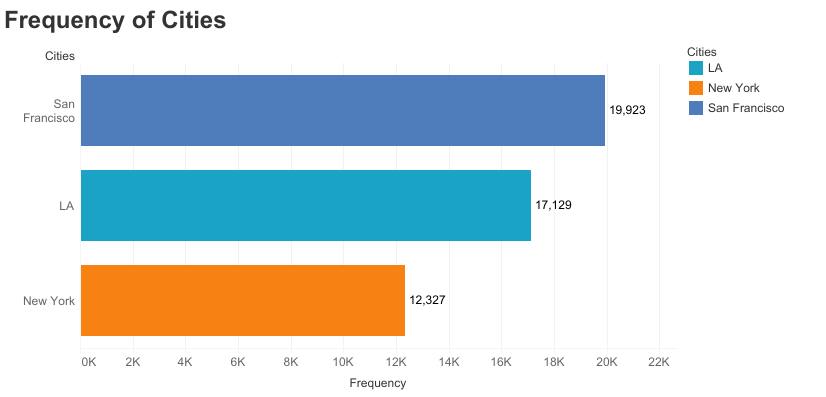 Frequency of Cities
Cities
San
Francisco
19,923
LA
17,129
New York
12,327
0K 2K 4K 6K 8K 10K 12K 14K 16K 18K 20K 22K
Frequency
Cities
LA
New York
San Francisco